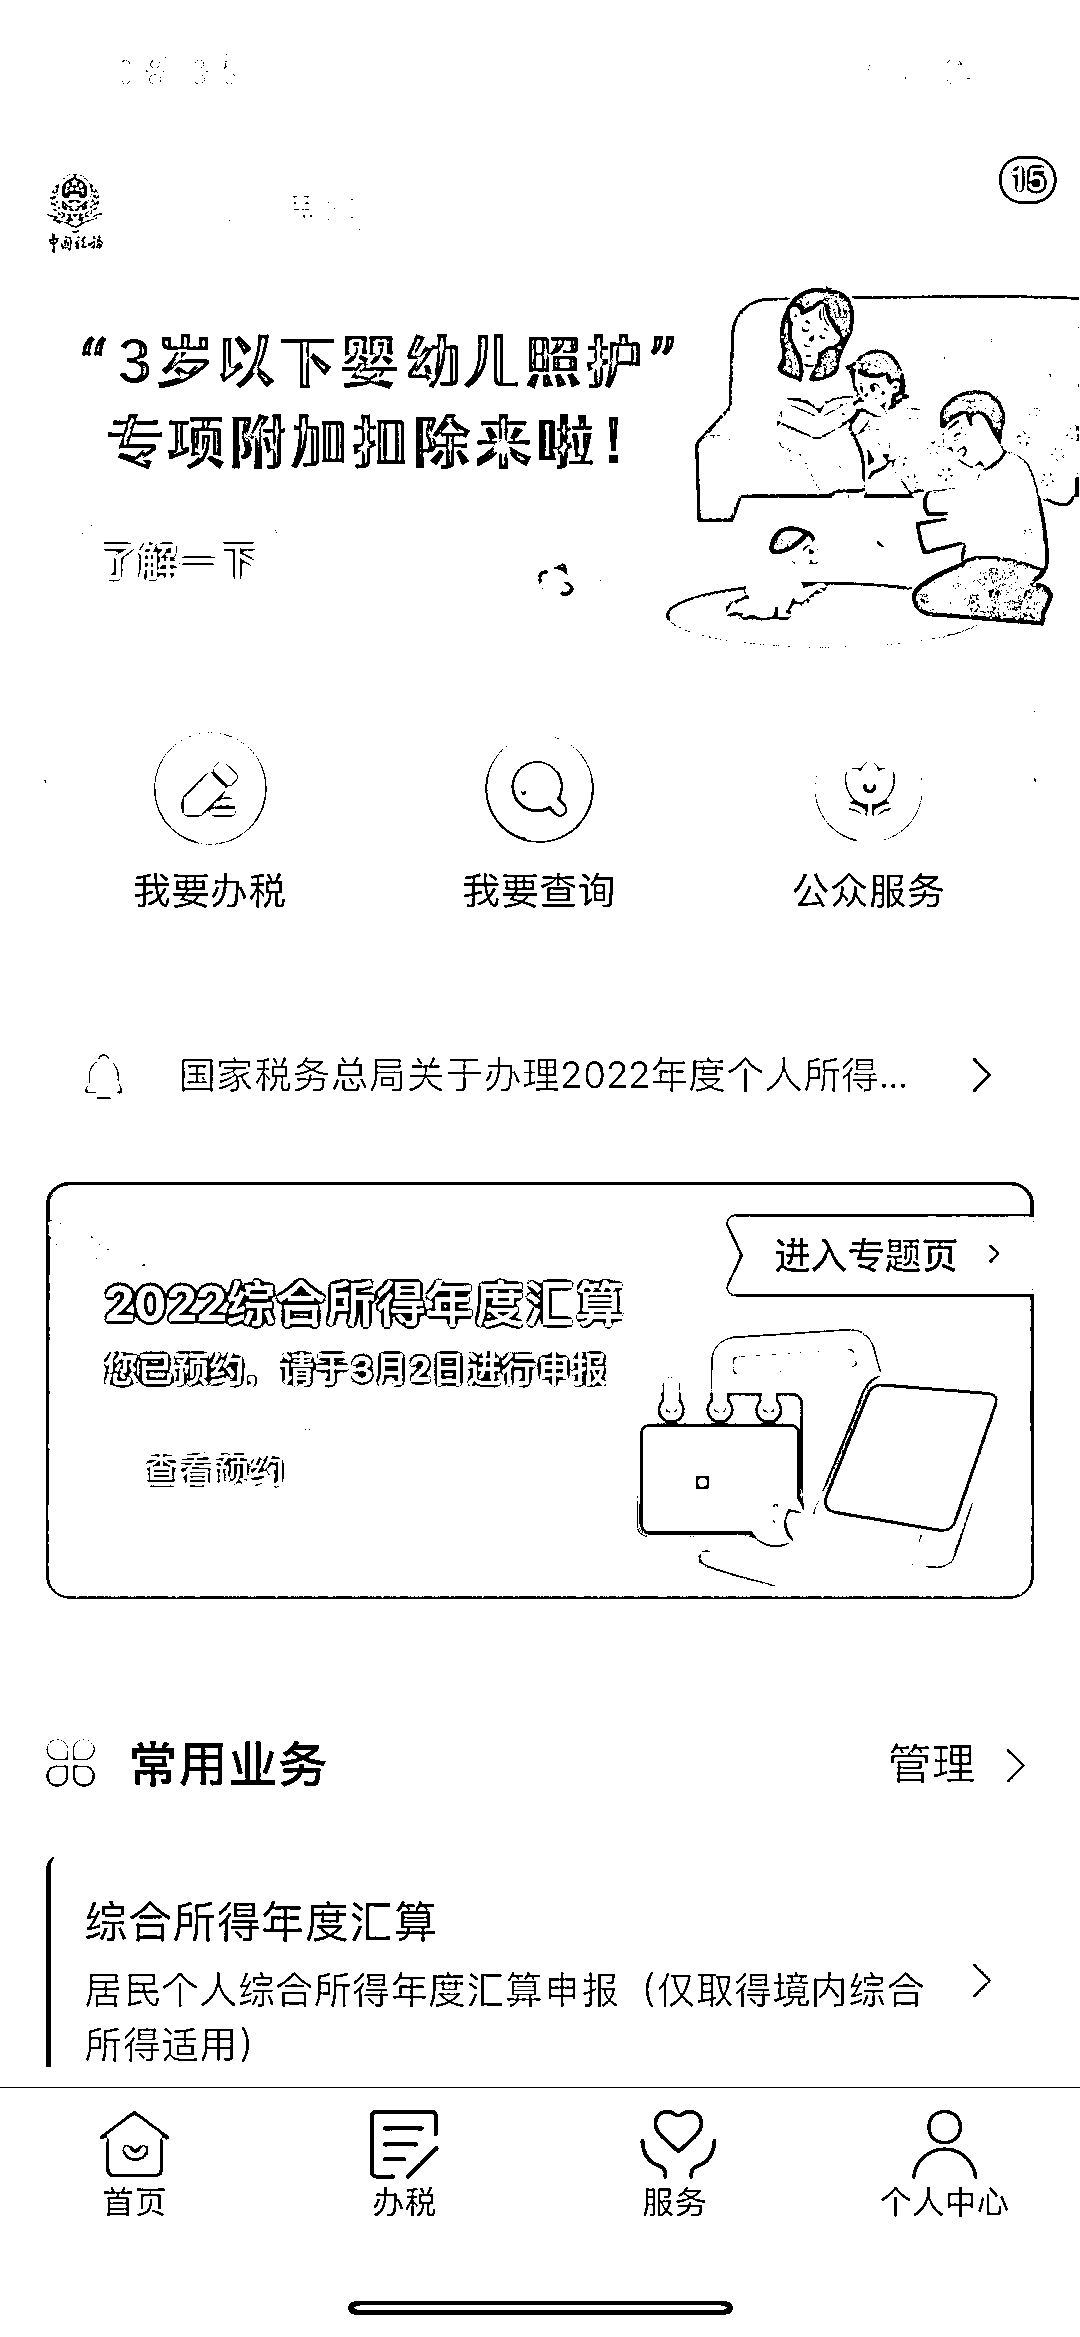 中国税务
15
“3岁以下婴幼儿照护”
专项附加扣除来啦！
了解一下
我要办税
我要查询
公众服务
国家税务总局关于办理2022年度个人所得...
进入专题页
2022综合所得年度汇算
您已预约，请于3月2日进行申报
查看预约
常用业务
管理
综合所得年度汇算
居民个人综合所得年度汇算申报（仅取得境内综合
所得适用）
首页
办税
服务
个人中心